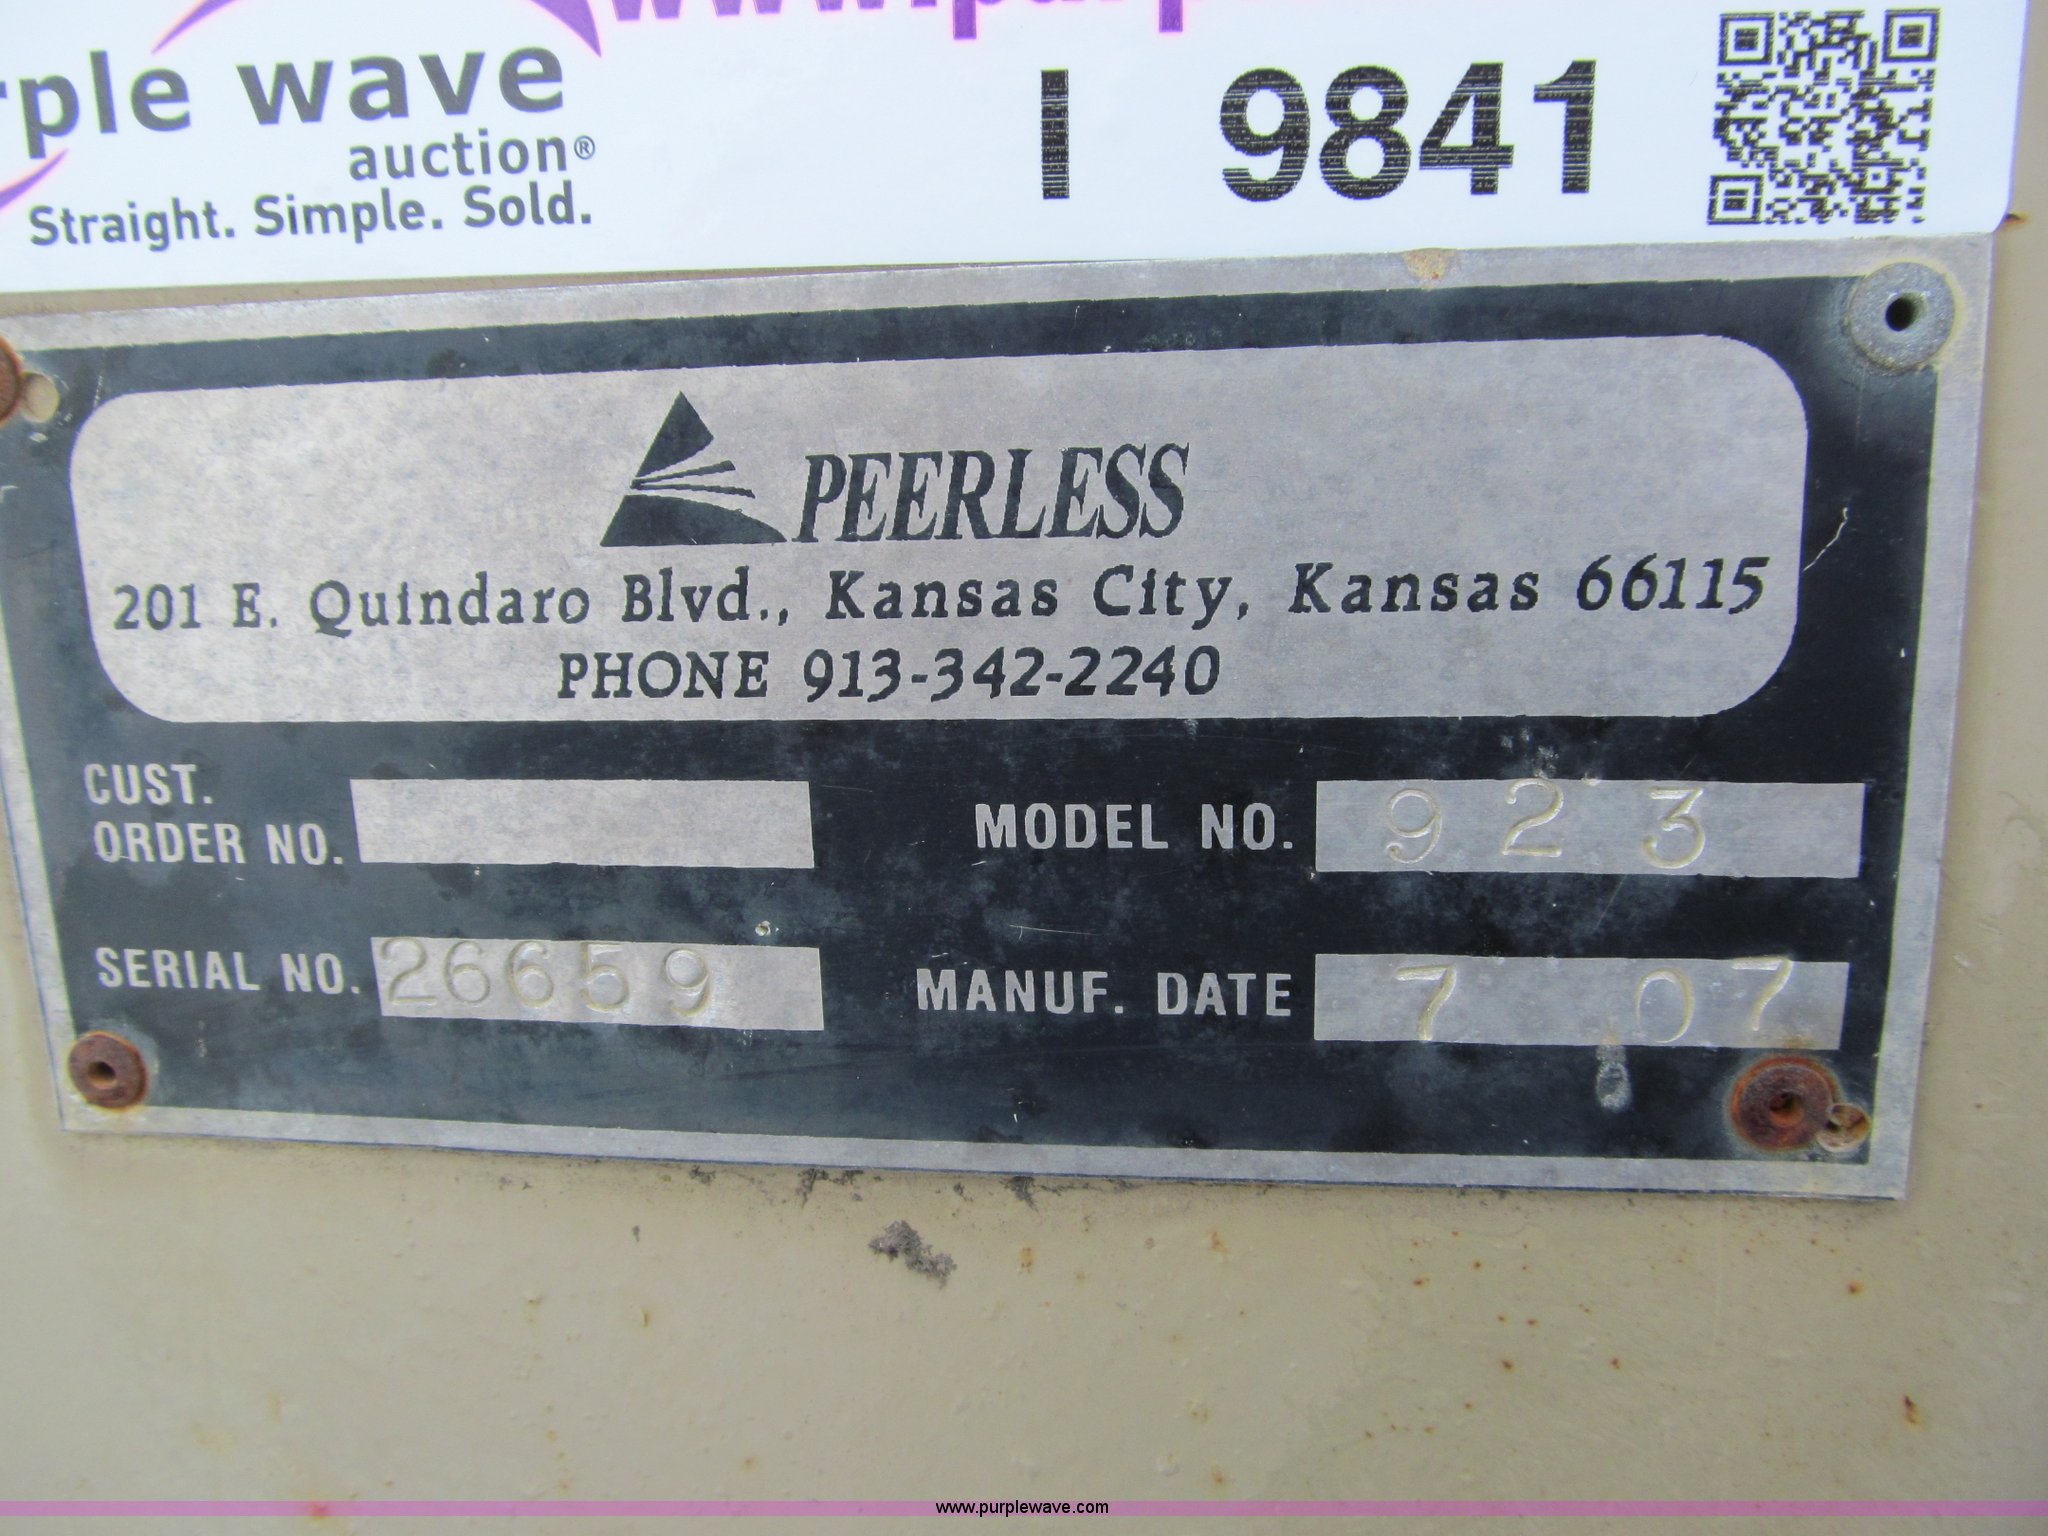 wave
auction®
Straight. Simple. Sold.
I 9841
PEERLESS
201 E. Quindaro Blvd., Kansas City, Kansas 66115
PHONE 913-342-2240
CUST.
ORDER NO.
MODEL NO. 923
SERIAL NO. 26659
MANUF. DATE 7 07
www.purplewave.com